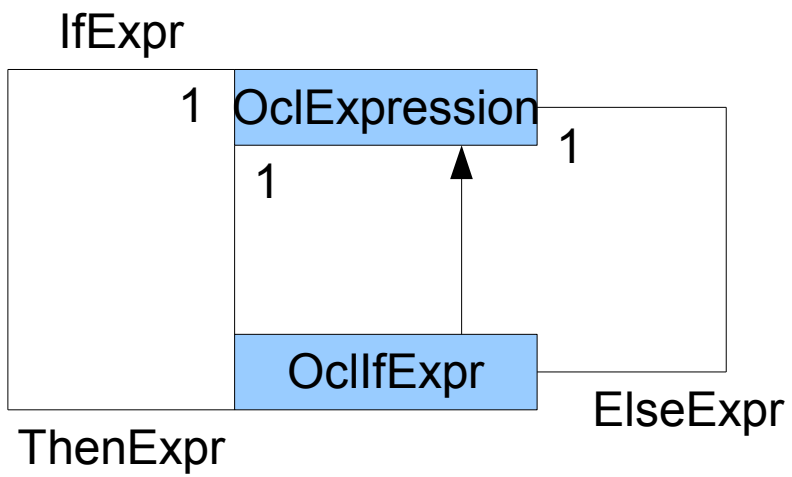 IfExpr
1
OclExpression
1
1
OclIfExpr
ElseExpr
ThenExpr